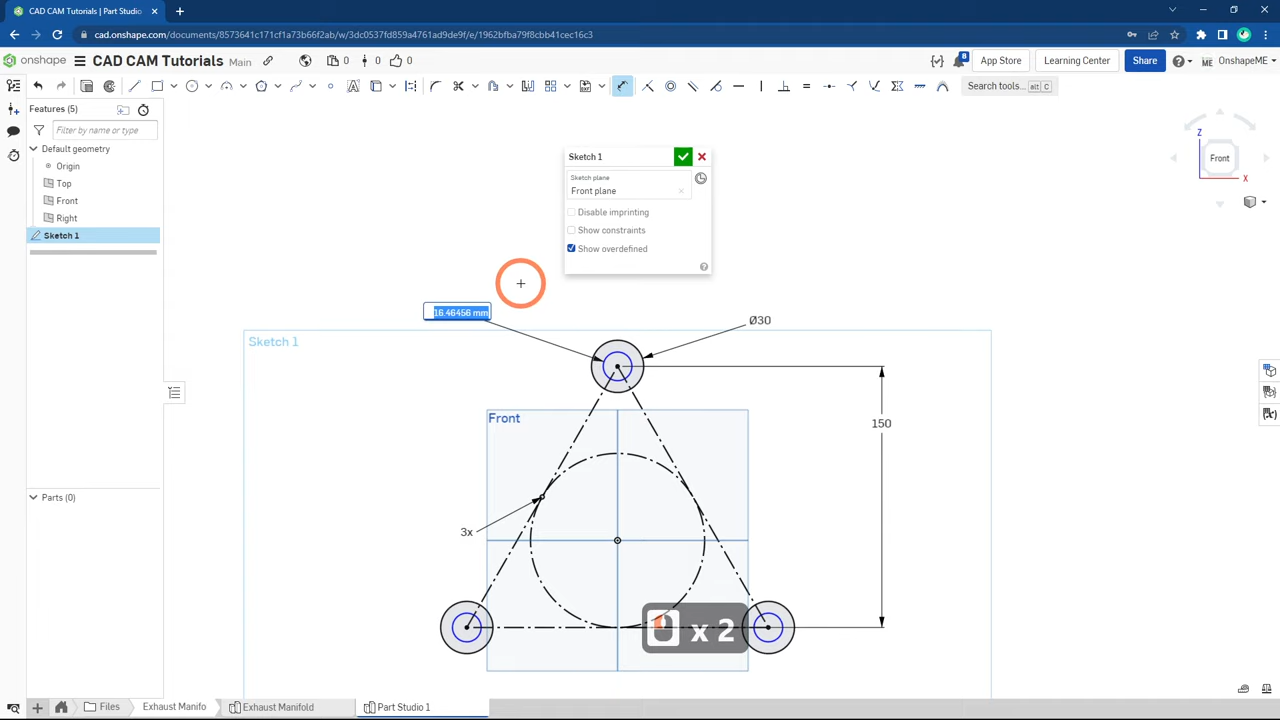 CAD CAM Tutorials | Part Studio
cad.onshape.com/documents/8573641c171cf1a73b66f2ab/w/3dc0537fd859a4761ad9de9f/e/1962bfa79f8cbb41cec16c3
onshape
CAD CAM Tutorials Main
0
0
0
8
App Store
Learning Center
Share
OnshapeME
Search tools...
alt C
Features (5)
Filter by name or type
Default geometry
Origin
Top
Front
Right
Sketch 1
Parts (0)
Sketch 1
Sketch plane
Front plane
Disable imprinting
Show constraints
Show overdefined
Z
Front
X
16.46456 mm
Ø30
Sketch 1
Front
150
3x
x 2
Files
Exhaust Manifo
Exhaust Manifold
Part Studio 1